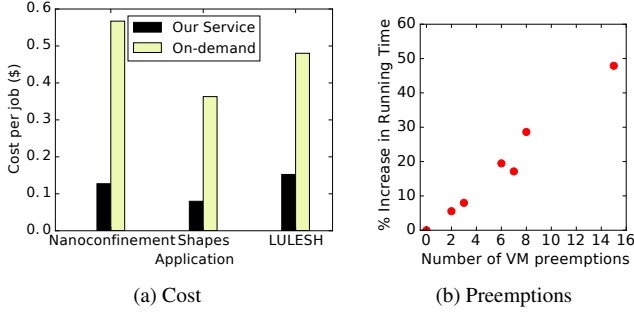 0.6
0.5
0.4
0.3
0.2
0.1
0.0
Cost per job ($)
Our Service
On-demand
Nanoconfinement Shapes LULESH
Application
(a) Cost
60
50
40
30
20
10
0
% Increase in Running Time
0 2 4 6 8 10 12 14 16
Number of VM preemptions
(b) Preemptions